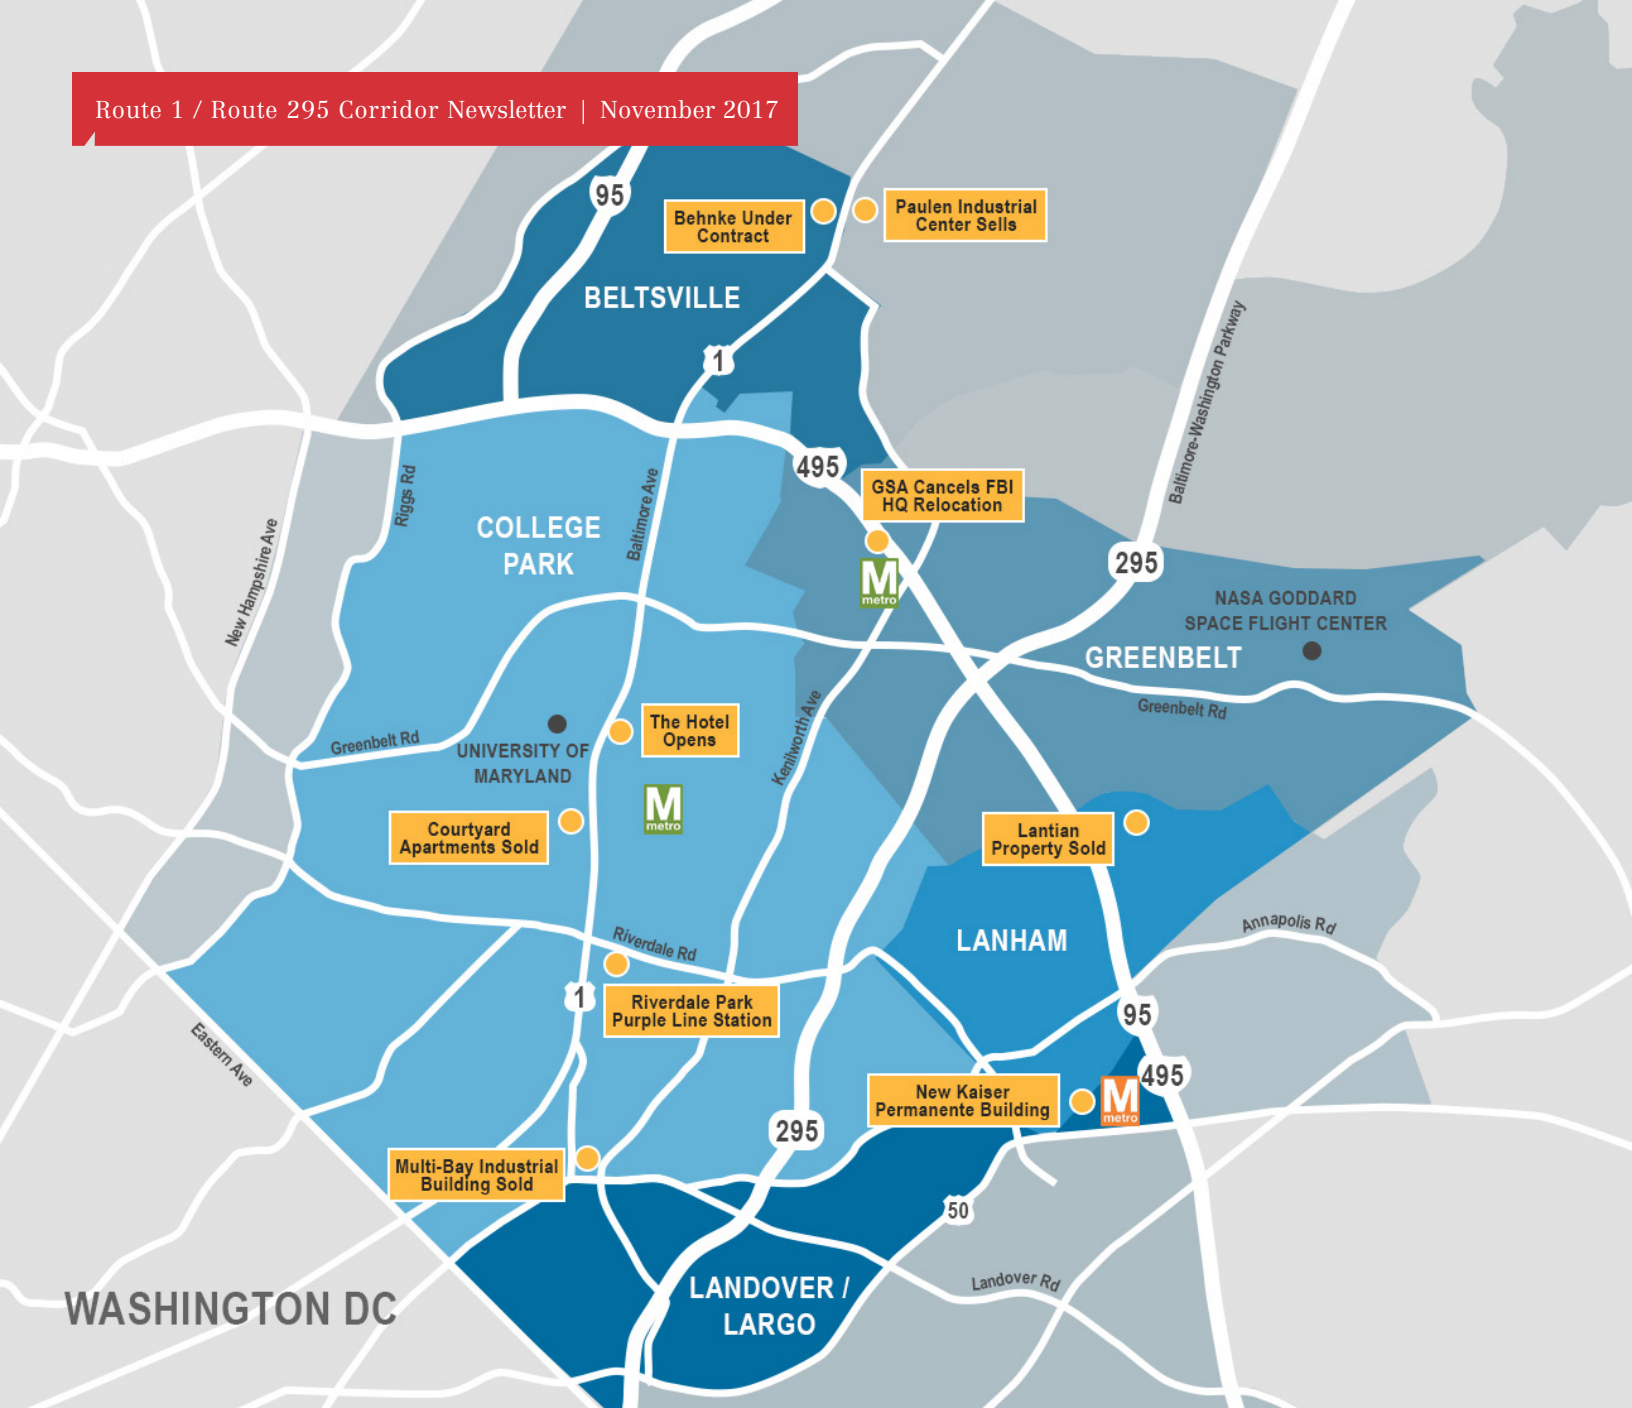 Route 1 / Route 295 Corridor Newsletter | November 2017
95
Behnke Under
Contract
Paulen Industrial
Center Sells
BELTSVILLE
1
Baltimore-Washington Parkway
495
GSA Cancels FBI
HQ Relocation
Riggs Rd
Baltimore Ave
COLLEGE
PARK
New Hampshire Ave
295
M
metro
NASA GODDARD
SPACE FLIGHT CENTER
GREENBELT
Greenbelt Rd
Kenilworth Ave
The Hotel
Opens
Greenbelt Rd
UNIVERSITY OF
MARYLAND
M
metro
Courtyard
Apartments Sold
Lantian
Property Sold
LANHAM
Annapolis Rd
Riverdale Rd
1
Riverdale Park
Purple Line Station
95
Eastern Ave
495
New Kaiser
Permanente Building
M
metro
295
Multi-Bay Industrial
Building Sold
50
Landover Rd
LANDOVER /
LARGO
WASHINGTON DC